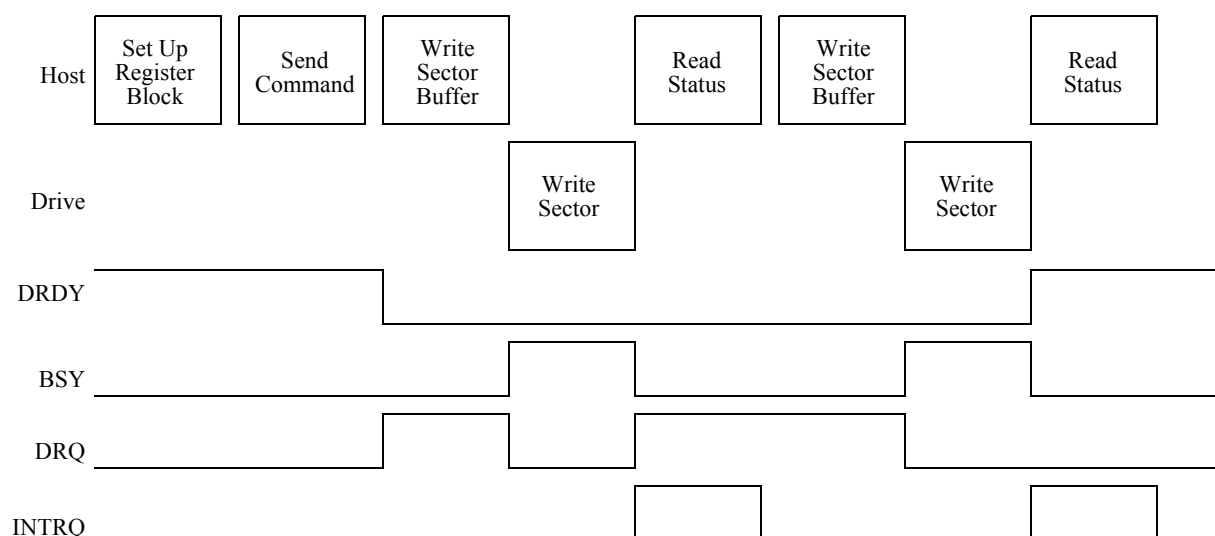 Host
Set Up
Register
Block
Send
Command
Write
Sector
Buffer
Read
Status
Write
Sector
Buffer
Read
Status
Drive
Write
Sector
Write
Sector
DRDY
BSY
DRQ
INTRQ